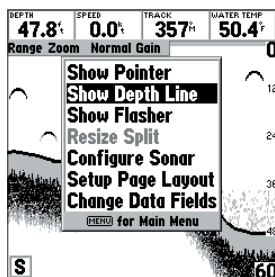 DEPTH SPEED TRACK WATER TEMP
47.8ft 0.0kt 357°M 50.4°F
Range Zoom Normal Gain
0
Show Pointer
Show Depth Line
12
Show Flasher
Resize Split
24
Configure Sonar
Setup Page Layout
36
Change Data Fields
MENU for Main Menu
48
S
60